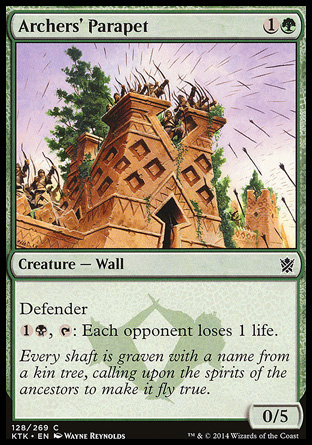 Archers' Parapet 1
Creature — Wall
Defender
1, : Each opponent loses 1 life.
Every shaft is graven with a name from
a kin tree, calling upon the spirits of the
ancestors to make it fly true.
128/269 C
KTK • EN Wayne Reynolds
™ & © 2014 Wizards of the Coast
0/5